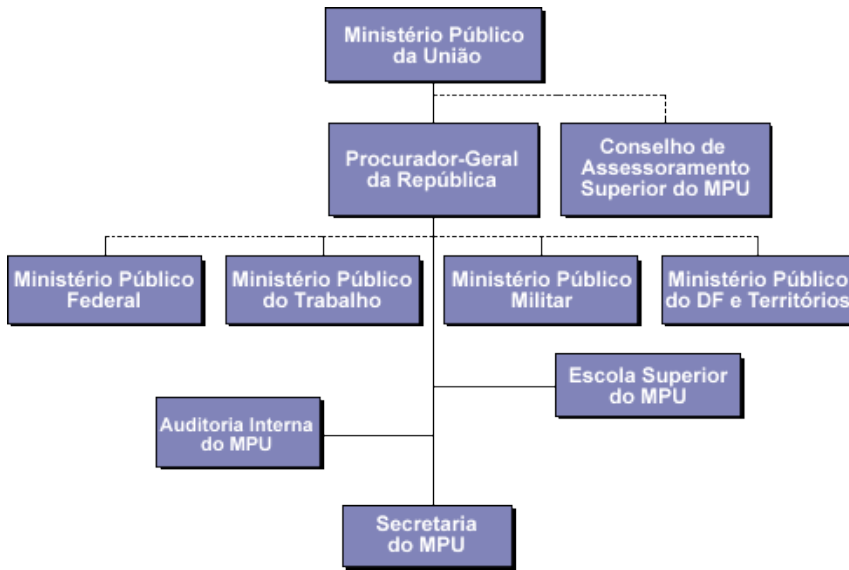 Ministério Público
da União
Procurador-Geral
da República
Conselho de
Assessoramento
Superior do MPU
Ministério Público
Federal
Ministério Público
do Trabalho
Ministério Público
Militar
Ministério Público
do DF e Territórios
Escola Superior
do MPU
Auditoria Interna
do MPU
Secretaria
do MPU